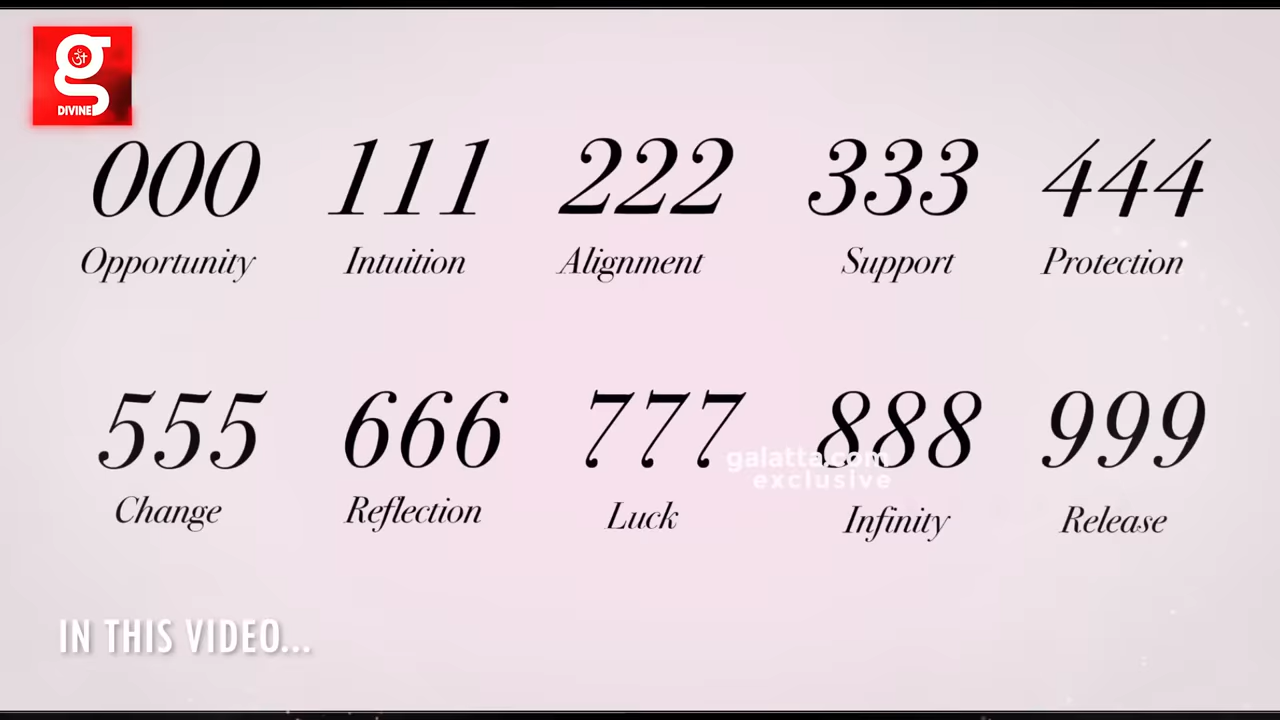 g
ॐ
DIVINE
000 111 222 333 444
Opportunity Intuition Alignment Support Protection
555 666 777 888 999
galatta.com
exclusive
Change Reflection Luck Infinity Release
IN THIS VIDEO...